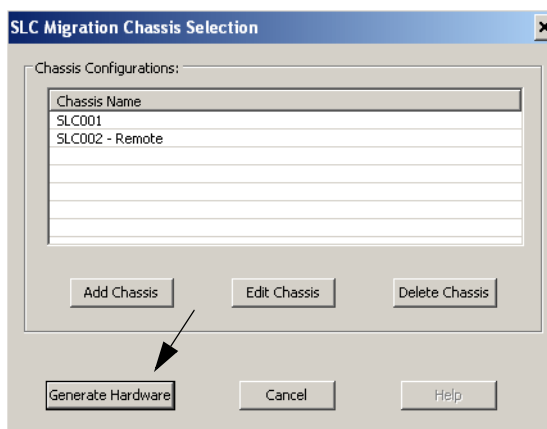 SLC Migration Chassis Selection
Chassis Configurations:
Chassis Name
SLC001
SLC002 - Remote
Add Chassis Edit Chassis Delete Chassis
Generate Hardware Cancel Help